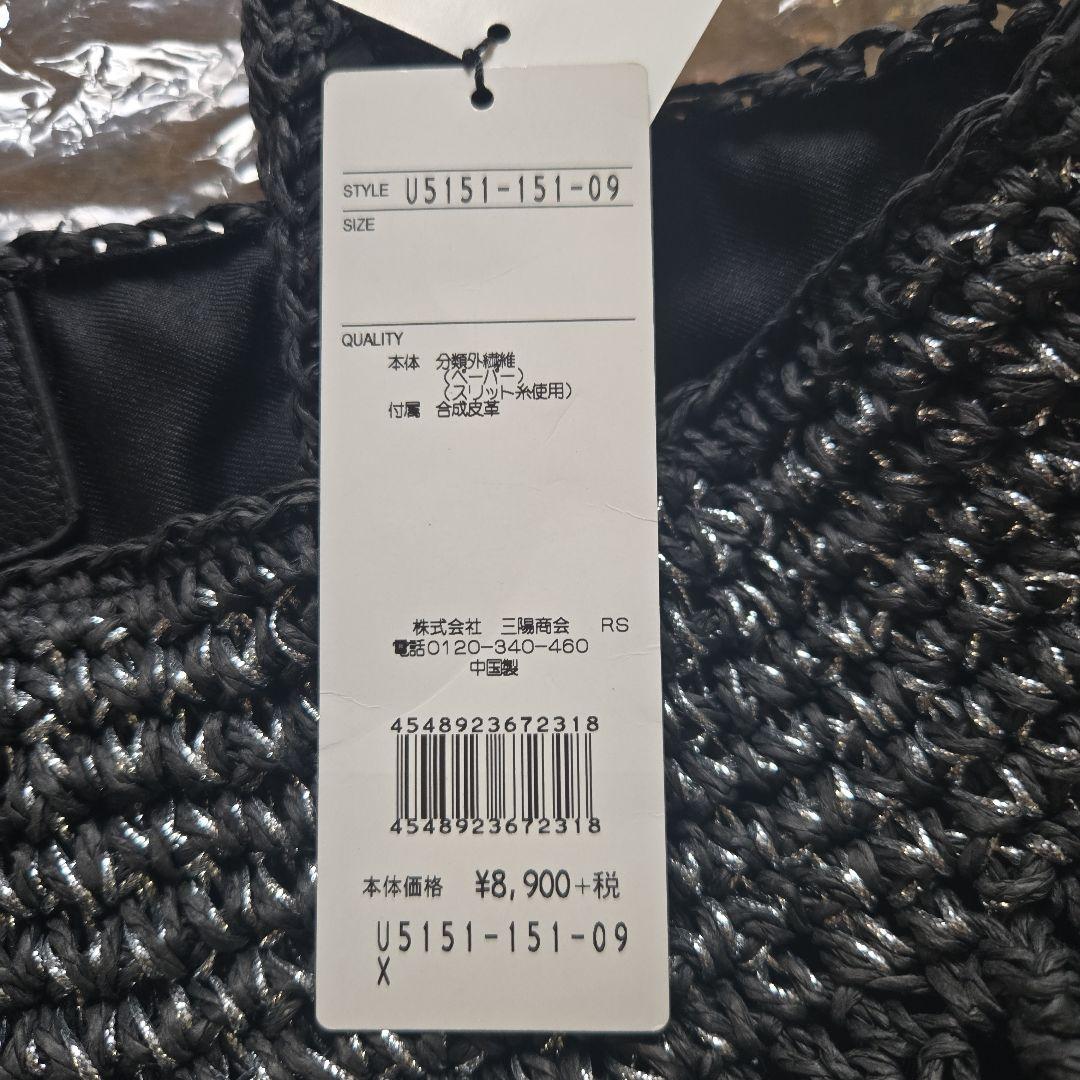 STYLE U5151-151-09
SIZE
QUALITY
本体 分類外繊維
(ペーパー)
(スリット糸使用)
付属 合成皮革
株式会社 三陽商会 RS
電話0120-340-460
中国製
4548923672318
4548923672318
本体価格 ¥8,900+税
U5151-151-09
X